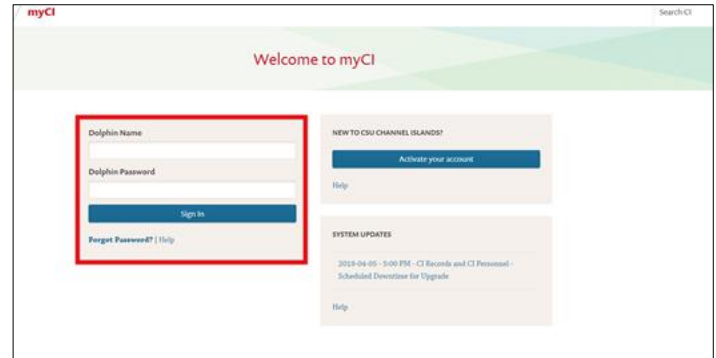 myCI
Search CI
Welcome to myCI
Dolphin Name
Dolphin Password
Sign In
Forgot Password? | Help
NEW TO CSU CHANNEL ISLANDS?
Activate your account
Help
SYSTEM UPDATES
2019-04-05 - 5:00 PM - CI Records and CI Personnel -
Scheduled Downtime for Upgrade
Help